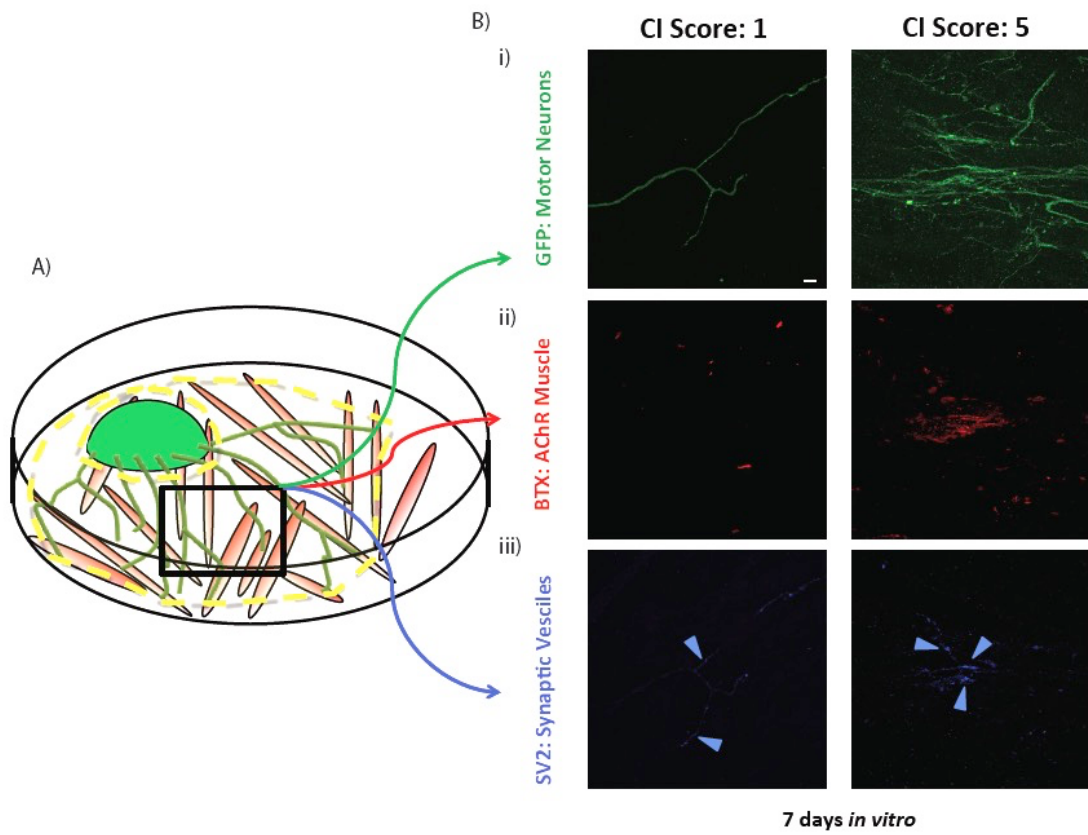 A)
B)
CI Score: 1
CI Score: 5
i)
GFP: Motor Neurons
ii)
BTX: AChR Muscle
iii)
SV2: Synaptic Vesciles
7 days in vitro